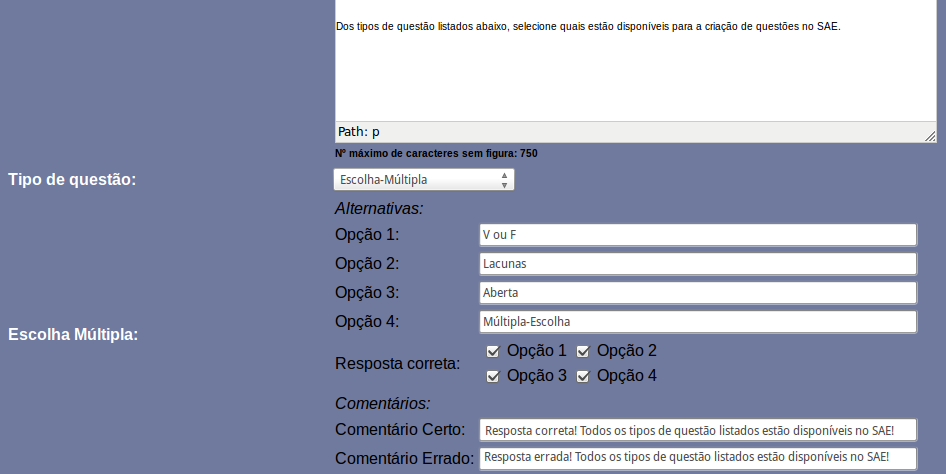 Dos tipos de questão listados abaixo, selecione quais estão disponíveis para a criação de questões no SAE.
Path: p
Nº máximo de caracteres sem figura: 750
Tipo de questão: Escolha-Múltipla
Alternativas:
Opção 1: V ou F
Opção 2: Lacunas
Opção 3: Aberta
Opção 4: Múltipla-Escolha
Escolha Múltipla:
Resposta correta: Opção 1 Opção 2
Opção 3 Opção 4
Comentários:
Comentário Certo: Resposta correta! Todos os tipos de questão listados estão disponíveis no SAE!
Comentário Errado: Resposta errada! Todos os tipos de questão listados estão disponíveis no SAE!